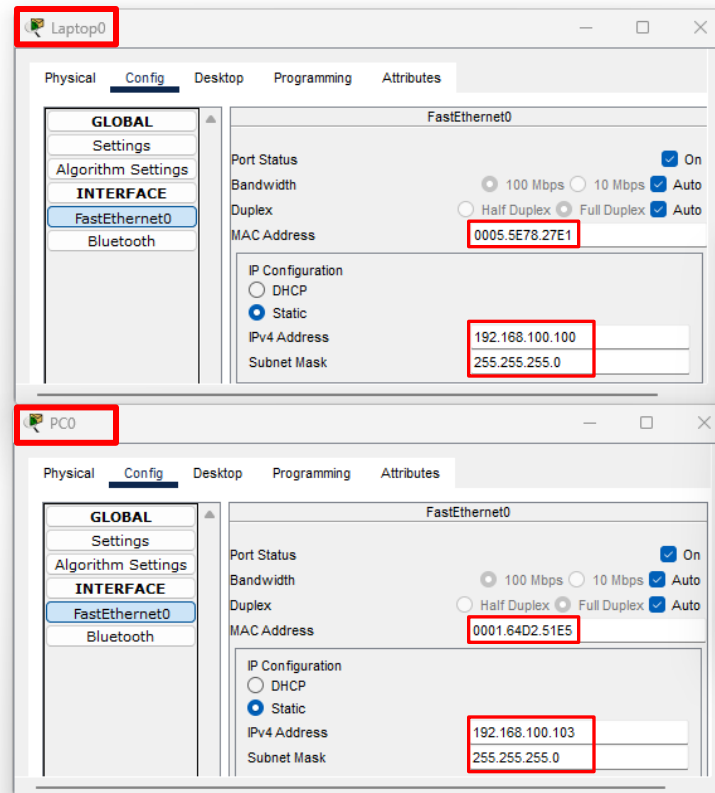 Laptop0
Physical Config Desktop Programming Attributes
GLOBAL
Settings
Algorithm Settings
INTERFACE
FastEthernet0
Bluetooth
FastEthernet0
Port Status On
Bandwidth 100 Mbps 10 Mbps Auto
Duplex Half Duplex Full Duplex Auto
MAC Address 0005.5E78.27E1
IP Configuration
DHCP
Static
IPv4 Address 192.168.100.100
Subnet Mask 255.255.255.0
PC0
Physical Config Desktop Programming Attributes
GLOBAL
Settings
Algorithm Settings
INTERFACE
FastEthernet0
Bluetooth
FastEthernet0
Port Status On
Bandwidth 100 Mbps 10 Mbps Auto
Duplex Half Duplex Full Duplex Auto
MAC Address 0001.64D2.51E5
IP Configuration
DHCP
Static
IPv4 Address 192.168.100.103
Subnet Mask 255.255.255.0